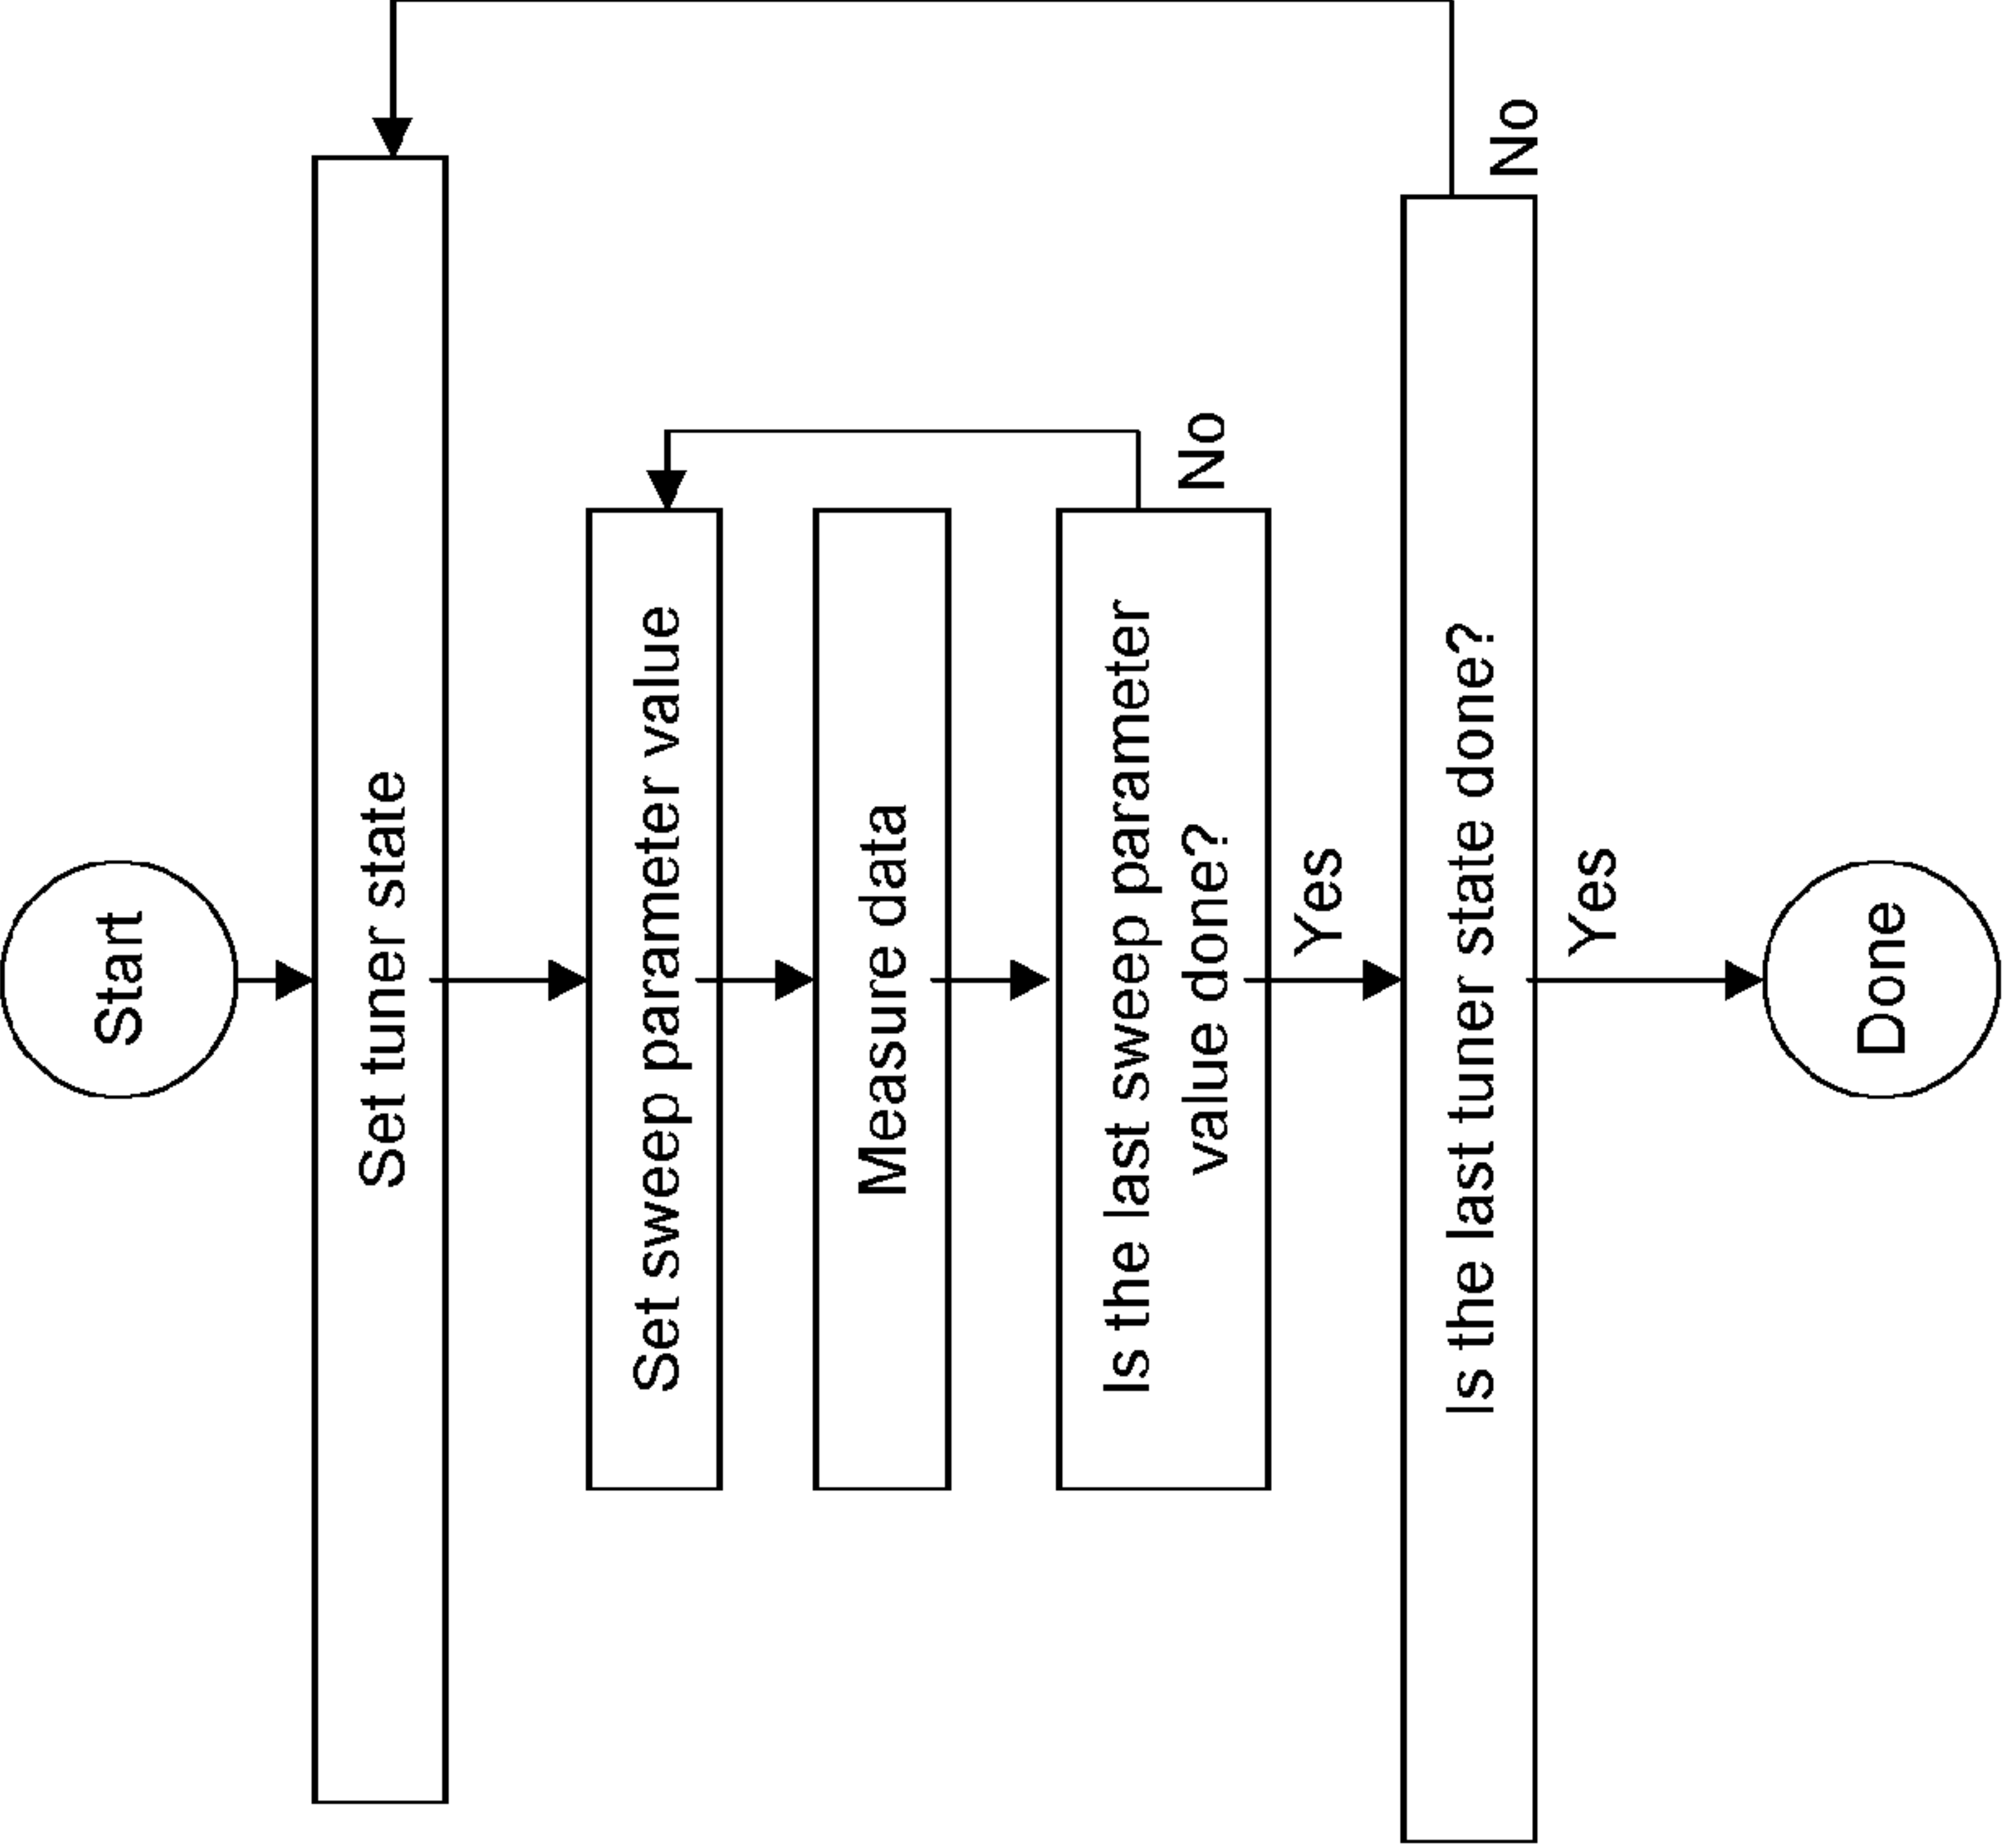 Start
Set tuner state
Set sweep parameter value
Measure data
Is the last sweep parameter
value done?
No
Yes
Is the last tuner state done?
No
Yes
Done